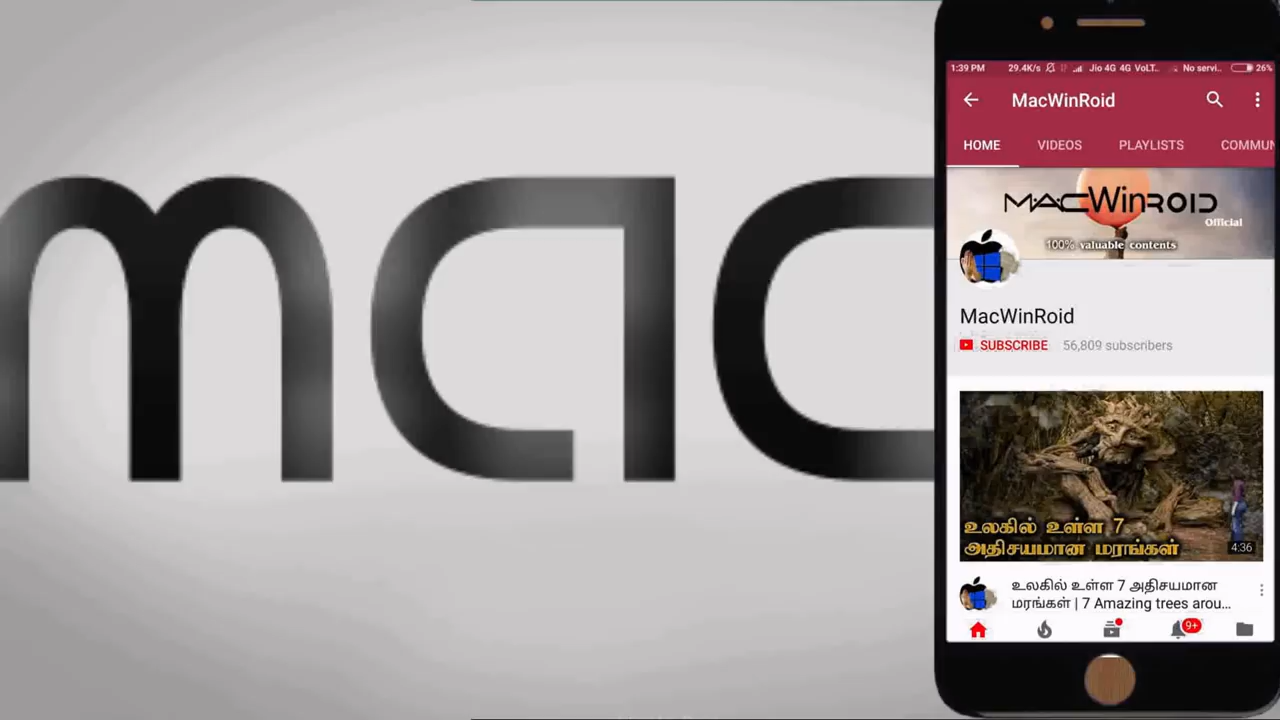 mac
1:39 PM 29.4K/s Jio 4G 4G VoLT... No servi... 26%
MacWinRoid
HOME VIDEOS PLAYLISTS COMMUN
MACWinROID
Official
100% valuable contents
MacWinRoid
SUBSCRIBE 56,809 subscribers
உலகில் உள்ள 7
அதிசயமான மரங்கள்
4:36
உலகில் உள்ள 7 அதிசயமான
மரங்கள் | 7 Amazing trees arou...
9+